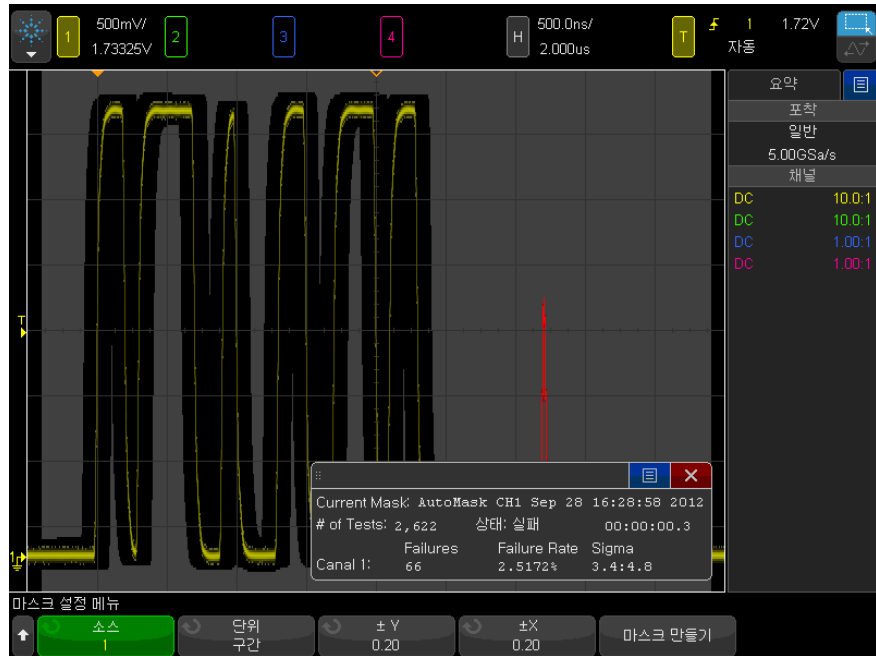 1 500mV/ 1.73325V 2 3 4 H 500.0ns/ 2.000us T 1 1.72V 자동
요약
포착
일반
5.00GSa/s
채널
DC 10.0:1
DC 10.0:1
DC 1.00:1
DC 1.00:1
T
1
Current Mask: AutoMask CH1 Sep 28 16:28:58 2012
# of Tests: 2,622 상태: 실패 00:00:00.3
Failures Failure Rate Sigma
Canal 1: 66 2.5172% 3.4:4.8
마스크 설정 메뉴
소스 단위 ± Y ±X 마스크 만들기
1 구간 0.20 0.20